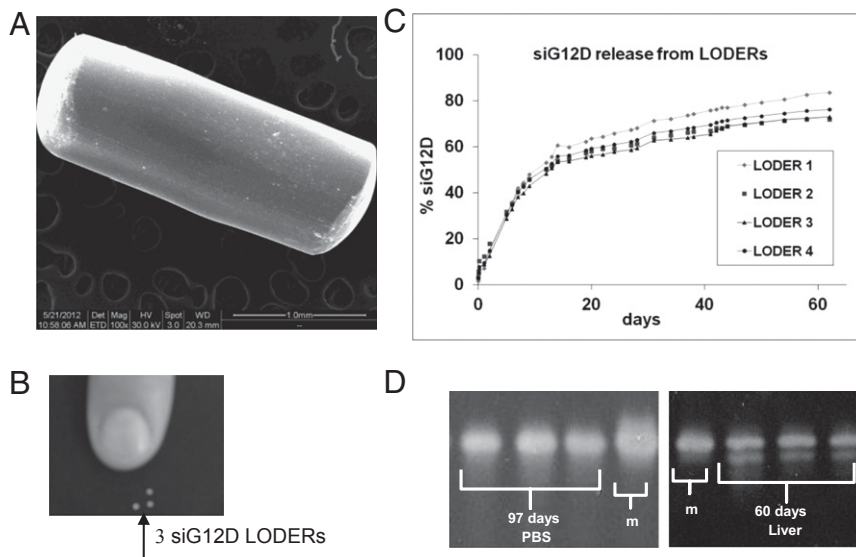 A
5/21/2012 Det Mag HV Spot WD 1.0mm
10:58:06 AM ETD 100x 30.0 kV 3.0 20.3 mm --
B
3 siG12D LODERs
C
siG12D release from LODERs
% siG12D
100
80
60
40
20
0
0 20 40 60
days
LODER 1
LODER 2
LODER 3
LODER 4
D
97 days
PBS
m
m
60 days
Liver